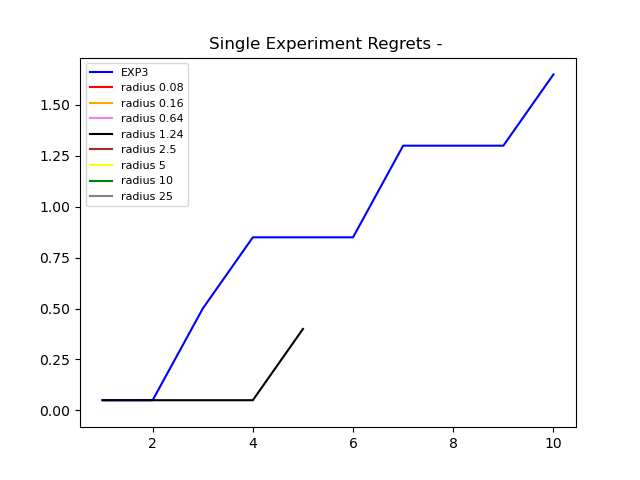 Single Experiment Regrets -
EXP3
radius 0.08
radius 0.16
radius 0.64
radius 1.24
radius 2.5
radius 5
radius 10
radius 25
1.50
1.25
1.00
0.75
0.50
0.25
0.00
2 4 6 8 10